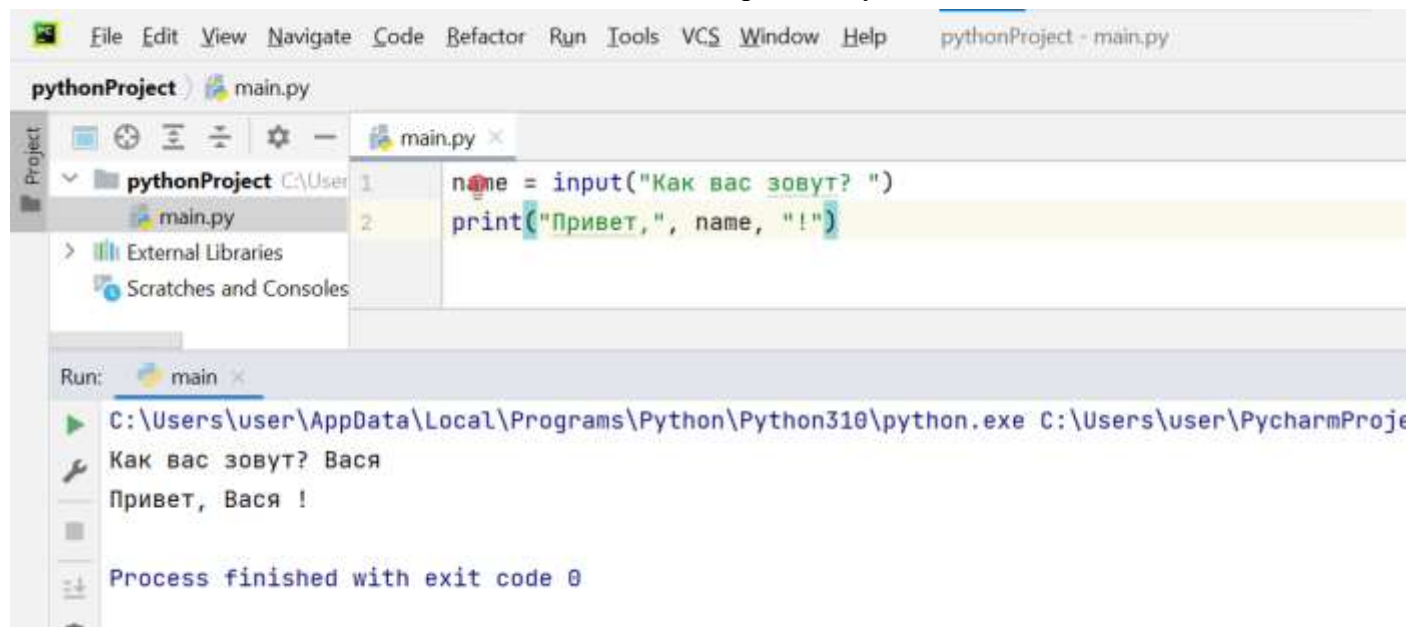 File Edit View Navigate Code Refactor Run Tools VCS Window Help pythonProject - main.py
pythonProject main.py
Project
main.py
pythonProject C:\User
main.py
External Libraries
Scratches and Consoles
1 name = input("Как вас зовут? ")
2 print("Привет,", name, "!")
Run: main
C:\Users\user\AppData\Local\Programs\Python\Python310\python.exe C:\Users\user\PycharmProje
Как вас зовут? Вася
Привет, Вася !
Process finished with exit code 0